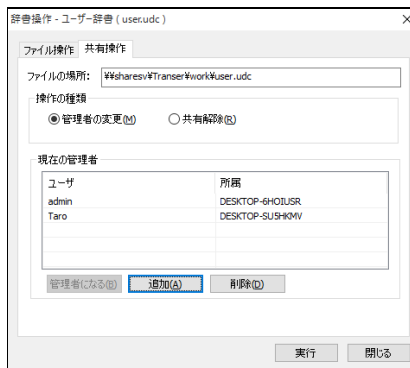 辞書操作 - ユーザー辞書 ( user.udc )
ファイル操作 共有操作
ファイルの場所: ¥¥sharesv¥Transer¥work¥user.udc
操作の種類
管理者の変更(M) 共有解除(R)
現在の管理者
ユーザ 所属
admin DESKTOP-6HOIUSR
Taro DESKTOP-SU5HKMV
管理者になる(B) 追加(A) 削除(D)
実行 閉じる